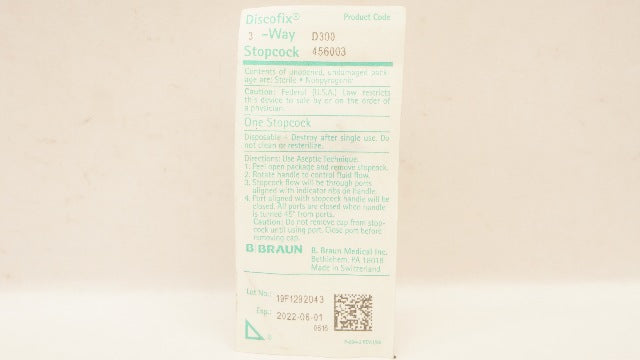 Discofix® Product Code
3 -Way D300
Stopcock 456003
Contents of unopened, undamaged pack-
age are: Sterile • Nonpyrogenic
Caution: Federal (U.S.A.) Law restricts
this device to sale by or on the order of
a physician.
One Stopcock
Disposable - Destroy after single use. Do
not clean or resterilize.
Directions: Use Aseptic Technique.
1. Peel open package and remove stopcock.
2. Rotate handle to control fluid flow.
3. Stopcock flow will be through ports
aligned with indicator ribs on handle.
4. Port aligned with stopcock handle will be
closed. All ports are closed when handle
is turned 45° from ports.
Caution: Do not remove cap from stop-
cock until using port. Close port before
removing cap.
B|BRAUN B. Braun Medical Inc.
Bethlehem, PA 18018
Made in Switzerland
Lot No.: 19F1292043
Exp.: 2022-06-01
0616